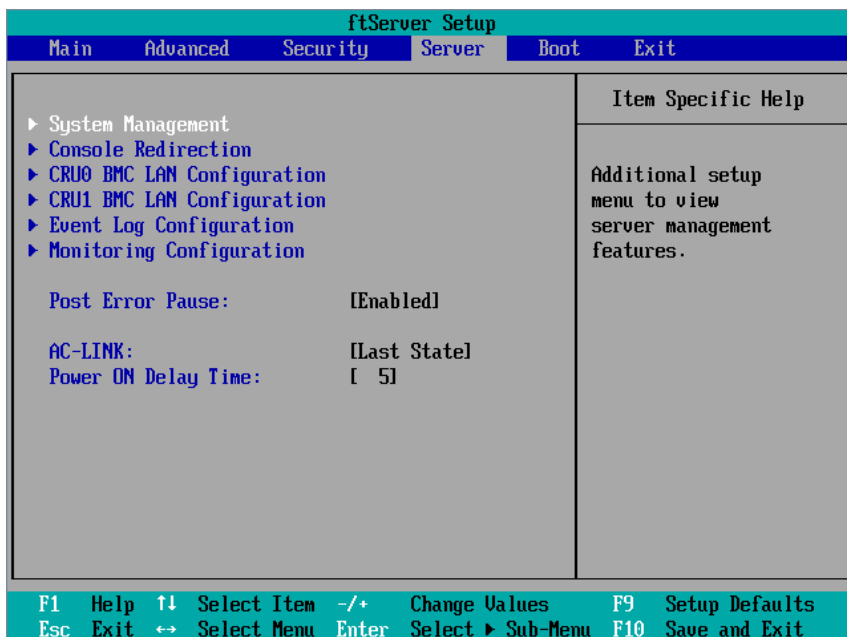 ftServer Setup
Main Advanced Security Server Boot Exit
Item Specific Help
▶ System Management
▶ Console Redirection
▶ CRU0 BMC LAN Configuration
▶ CRU1 BMC LAN Configuration
▶ Event Log Configuration
▶ Monitoring Configuration
Post Error Pause: [Enabled]
AC-LINK: [Last State]
Power ON Delay Time: [ 5]
Additional setup
menu to view
server management
features.
F1 Help ↑↓ Select Item -/+ Change Values F9 Setup Defaults
Esc Exit ↔ Select Menu Enter Select ▶ Sub-Menu F10 Save and Exit